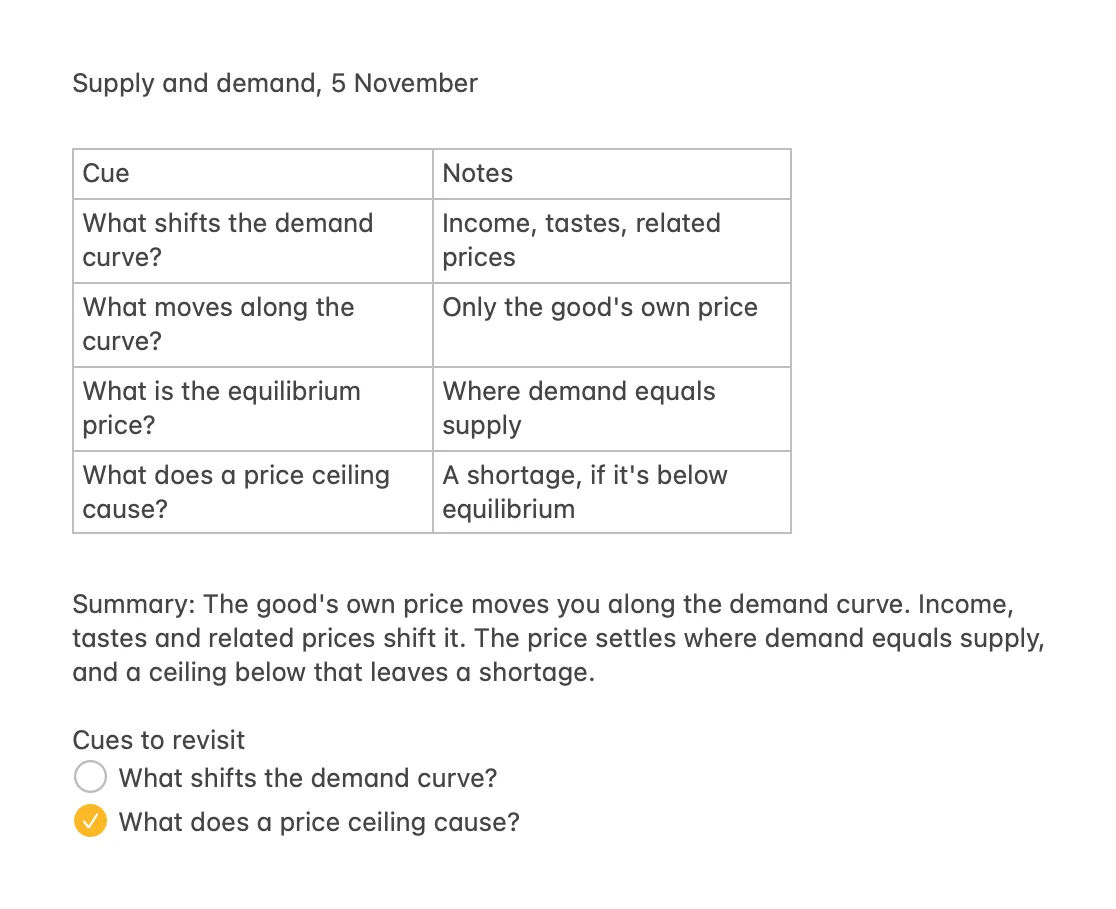 Supply and demand, 5 November
Cue
Notes
What shifts the demand
curve?
Income, tastes, related
prices
What moves along the
curve?
Only the good's own price
What is the equilibrium
price?
Where demand equals
supply
What does a price ceiling
cause?
A shortage, if it's below
equilibrium
Summary: The good's own price moves you along the demand curve. Income,
tastes and related prices shift it. The price settles where demand equals supply,
and a ceiling below that leaves a shortage.
Cues to revisit
What shifts the demand curve?
What does a price ceiling cause?